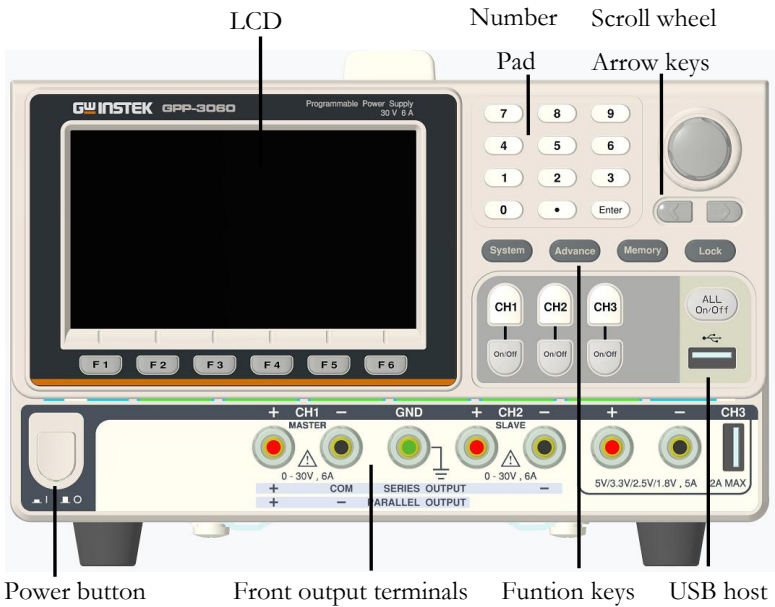 LCD
Number
Pad
Scroll wheel
Arrow keys
GW INSTEK GPP-3060
Programmable Power Supply
30 V 6 A
7 8 9
4 5 6
1 2 3
0 • Enter
System Advance Memory Lock
CH1 CH2 CH3
On/Off On/Off On/Off
ALL
On/Off
F1 F2 F3 F4 F5 F6
+ CH1 − GND + CH2 − + − CH3
MASTER SLAVE
0 - 30V , 6A 0 - 30V , 6A 5V/3.3V/2.5V/1.8V , 5A 2A MAX
+ COM SERIES OUTPUT −
+ − PARALLEL OUTPUT
I O
Power button
Front output terminals
Funtion keys
USB host